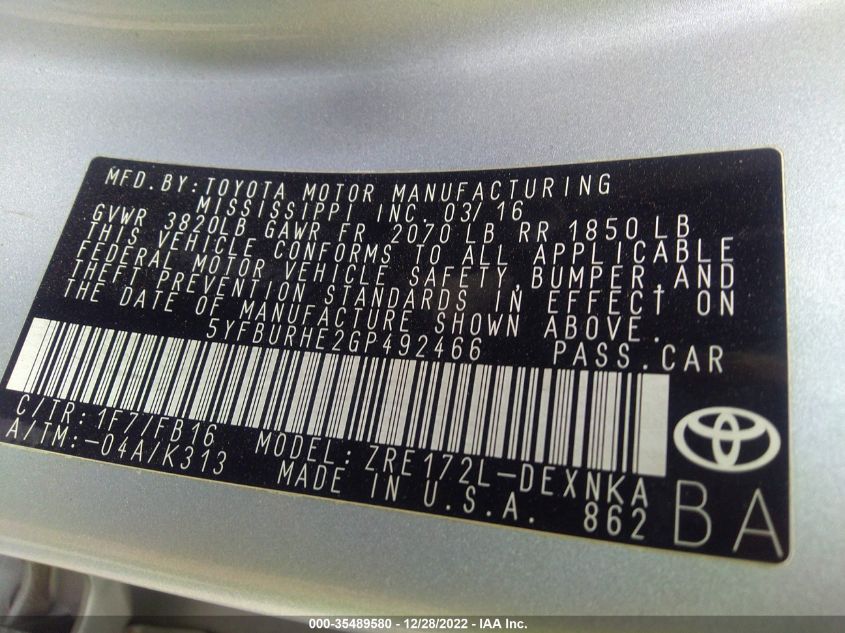 MFD.BY:TOYOTA MOTOR MANUFACTURING
MISSISSIPPI INC. 03/16
GVWR 3820LB GAWR FR 2070 LB RR 1850 LB
THIS VEHICLE CONFORMS TO ALL APPLICABLE
FEDERAL MOTOR VEHICLE SAFETY, BUMPER, AND
THEFT PREVENTION STANDARDS IN EFFECT ON
THE DATE OF MANUFACTURE SHOWN ABOVE.
5YFBURHE2GP492466 PASS.CAR
C/TR:1F7/FB16 MODEL:ZRE172L-DEXNKA
A/TM:-04A/K313 MADE IN U.S.A. 862
BA
000-35489580 - 12/28/2022 - IAA Inc.